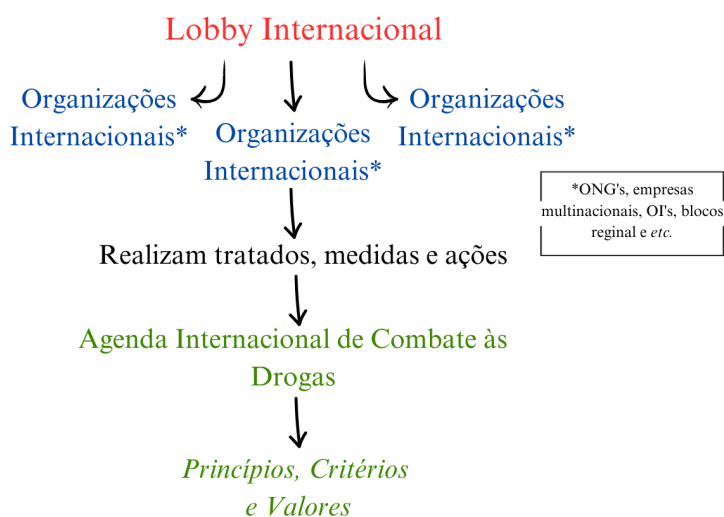 Lobby Internacional
Organizações
Internacionais*
Organizações
Internacionais*
Organizações
Internacionais*
*ONG's, empresas
multinacionais, OI's, blocos
reginal e etc.
Realizam tratados, medidas e ações
Agenda Internacional de Combate às
Drogas
Princípios, Critérios
e Valores